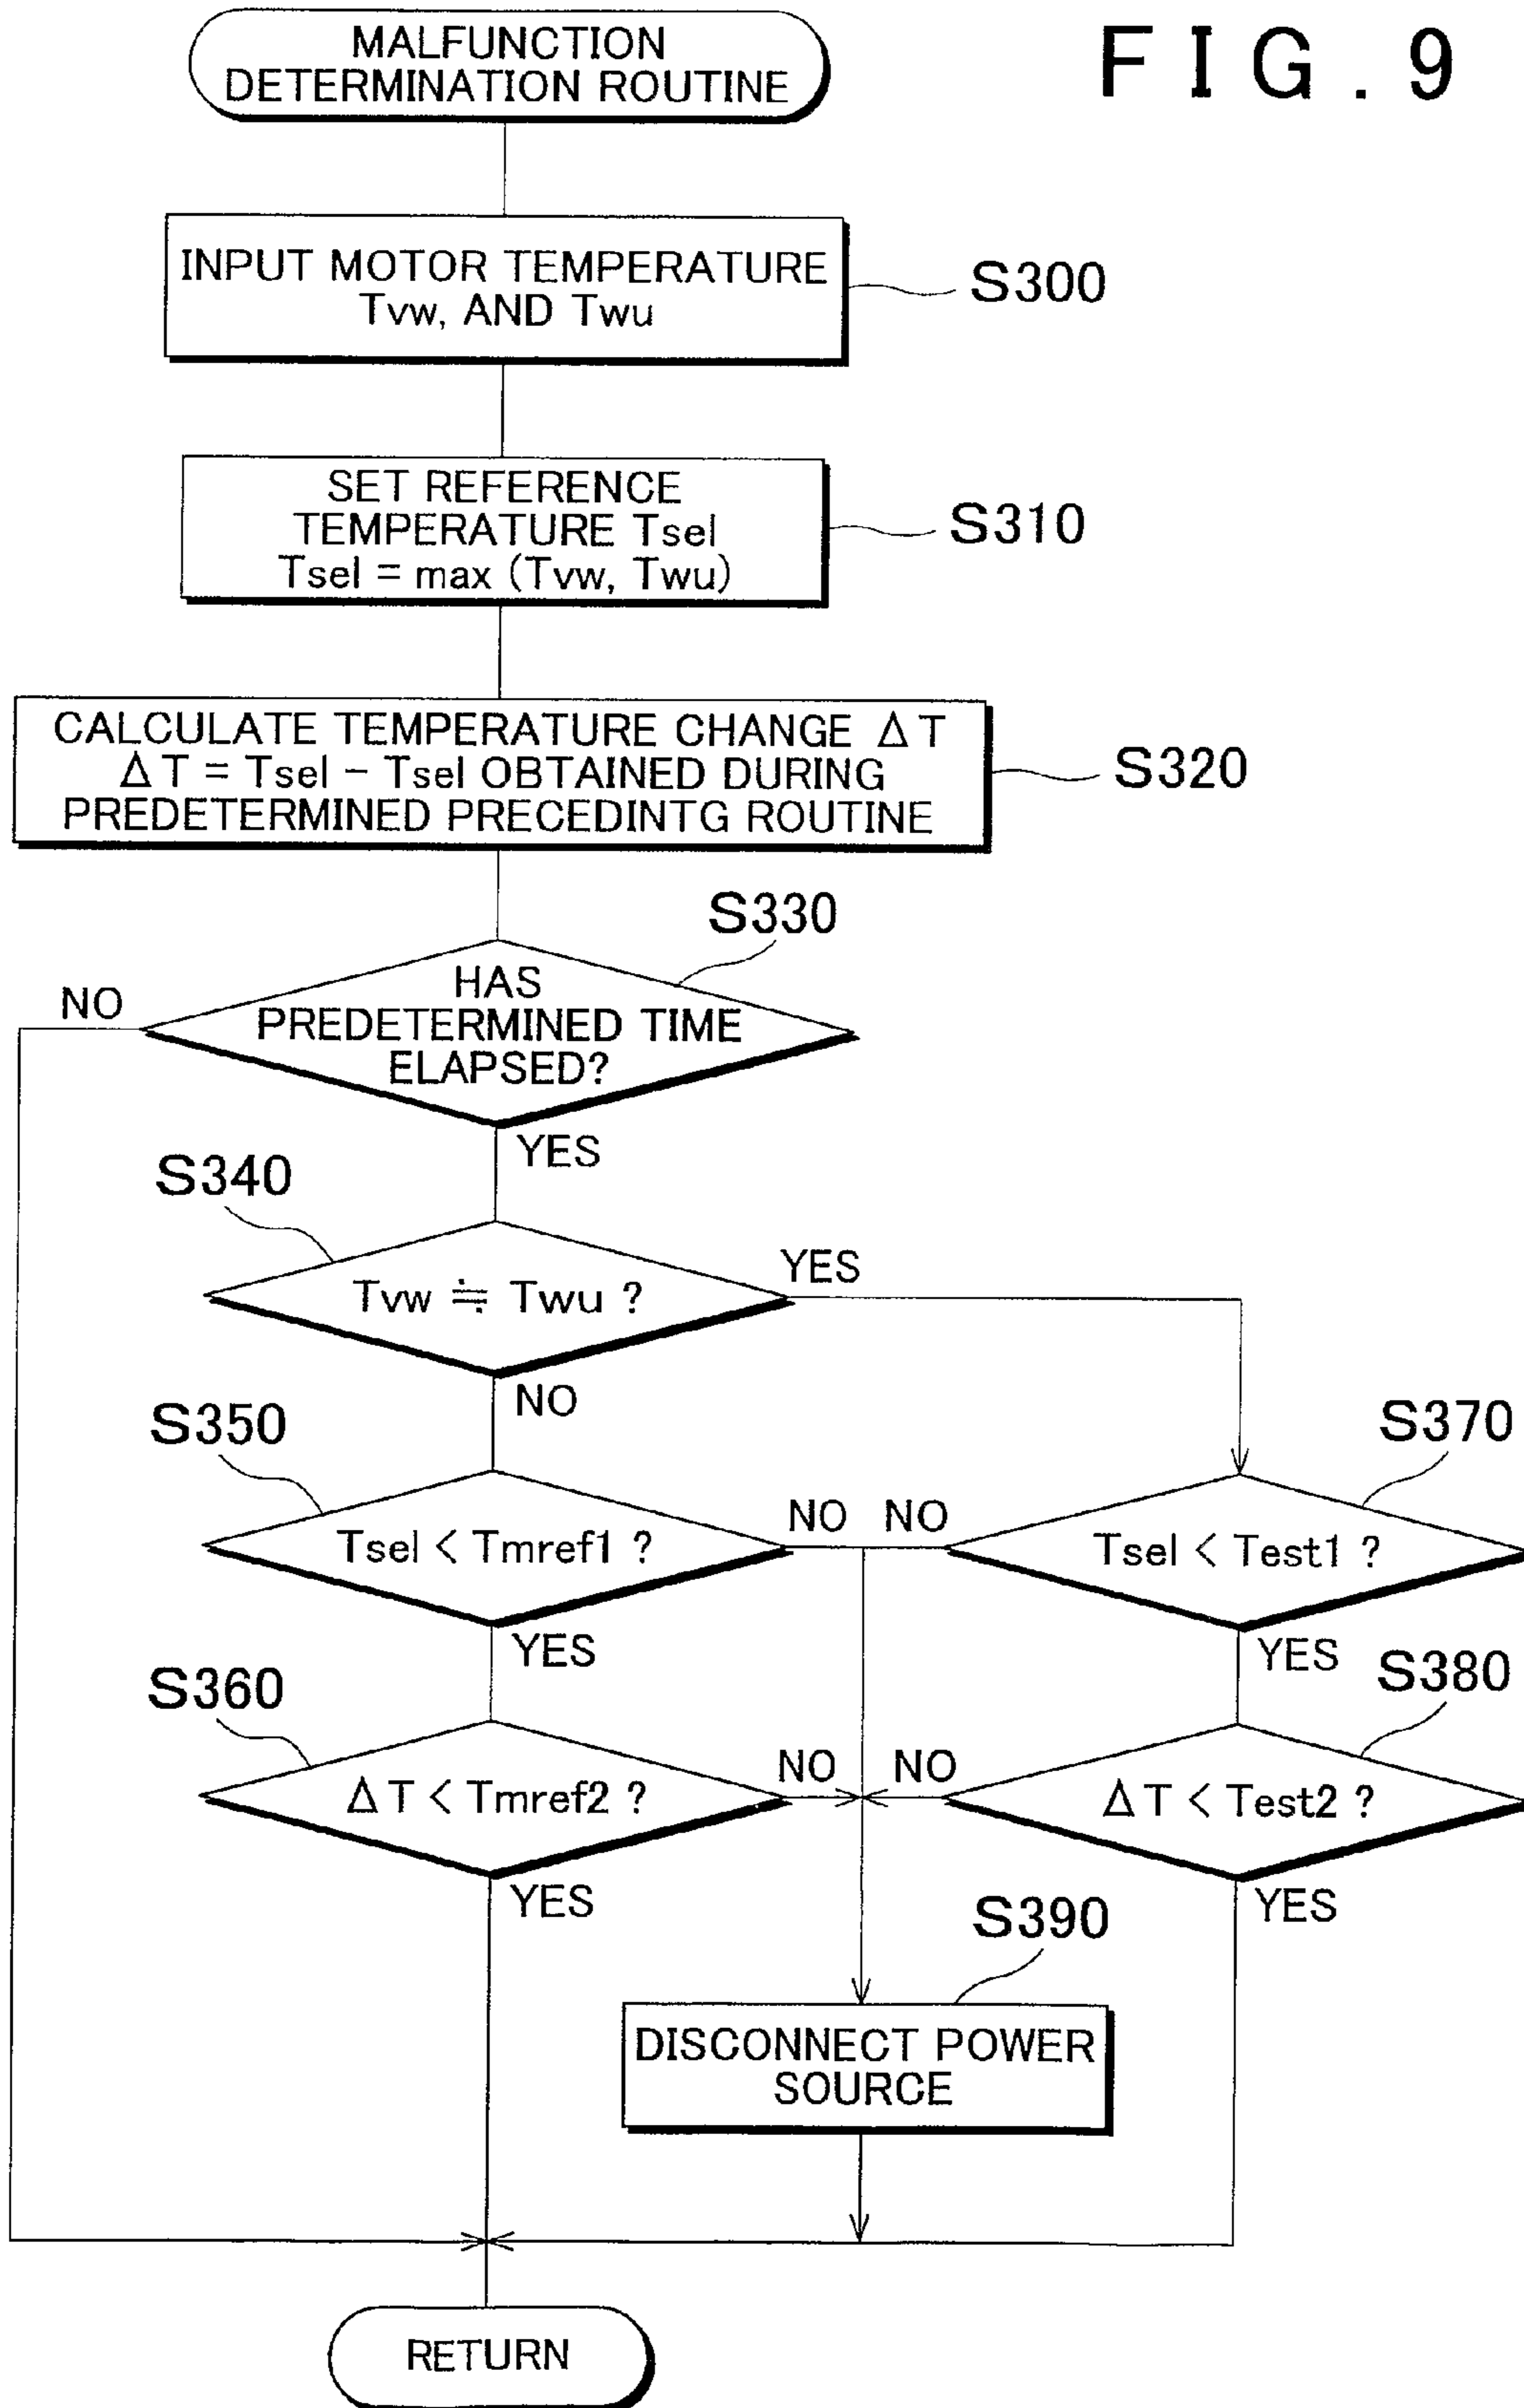 FIG. 9
MALFUNCTION
DETERMINATION ROUTINE
INPUT MOTOR TEMPERATURE
Tvw, AND Twu
S300
SET REFERENCE
TEMPERATURE Tsel
Tsel = max (Tvw, Twu)
S310
CALCULATE TEMPERATURE CHANGE ΔT
ΔT = Tsel − Tsel OBTAINED DURING
PREDETERMINED PRECEDINTG ROUTINE
S320
S330
HAS
PREDETERMINED TIME
ELAPSED?
NO
YES
S340
Tvw ≒ Twu ?
YES
NO
S350
Tsel < Tmref1 ?
NO
YES
S370
Tsel < Test1 ?
NO
YES
S360
ΔT < Tmref2 ?
NO
YES
S380
ΔT < Test2 ?
NO
YES
S390
DISCONNECT POWER
SOURCE
RETURN